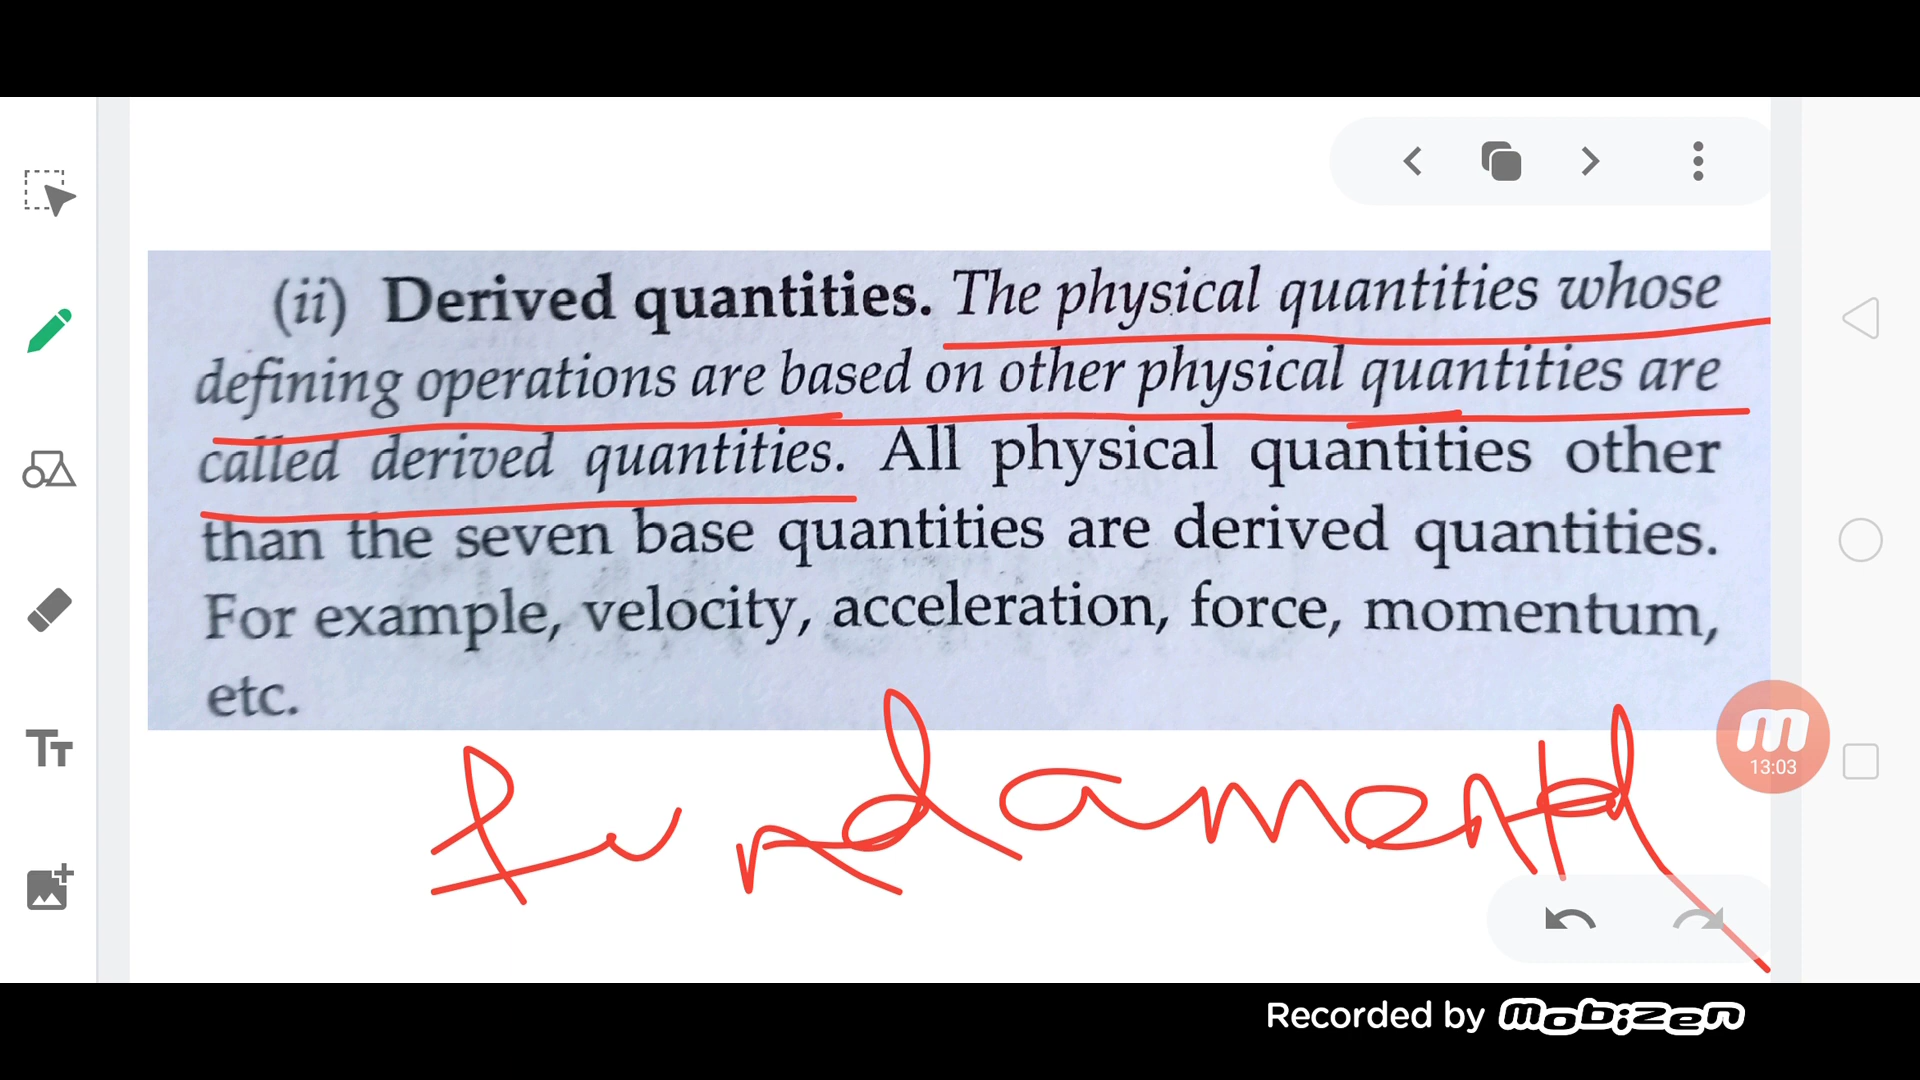 (ii) Derived quantities. The physical quantities whose
defining operations are based on other physical quantities are
called derived quantities. All physical quantities other
than the seven base quantities are derived quantities.
For example, velocity, acceleration, force, momentum,
etc.
fundamental
13:03
TT
Recorded by mobizen